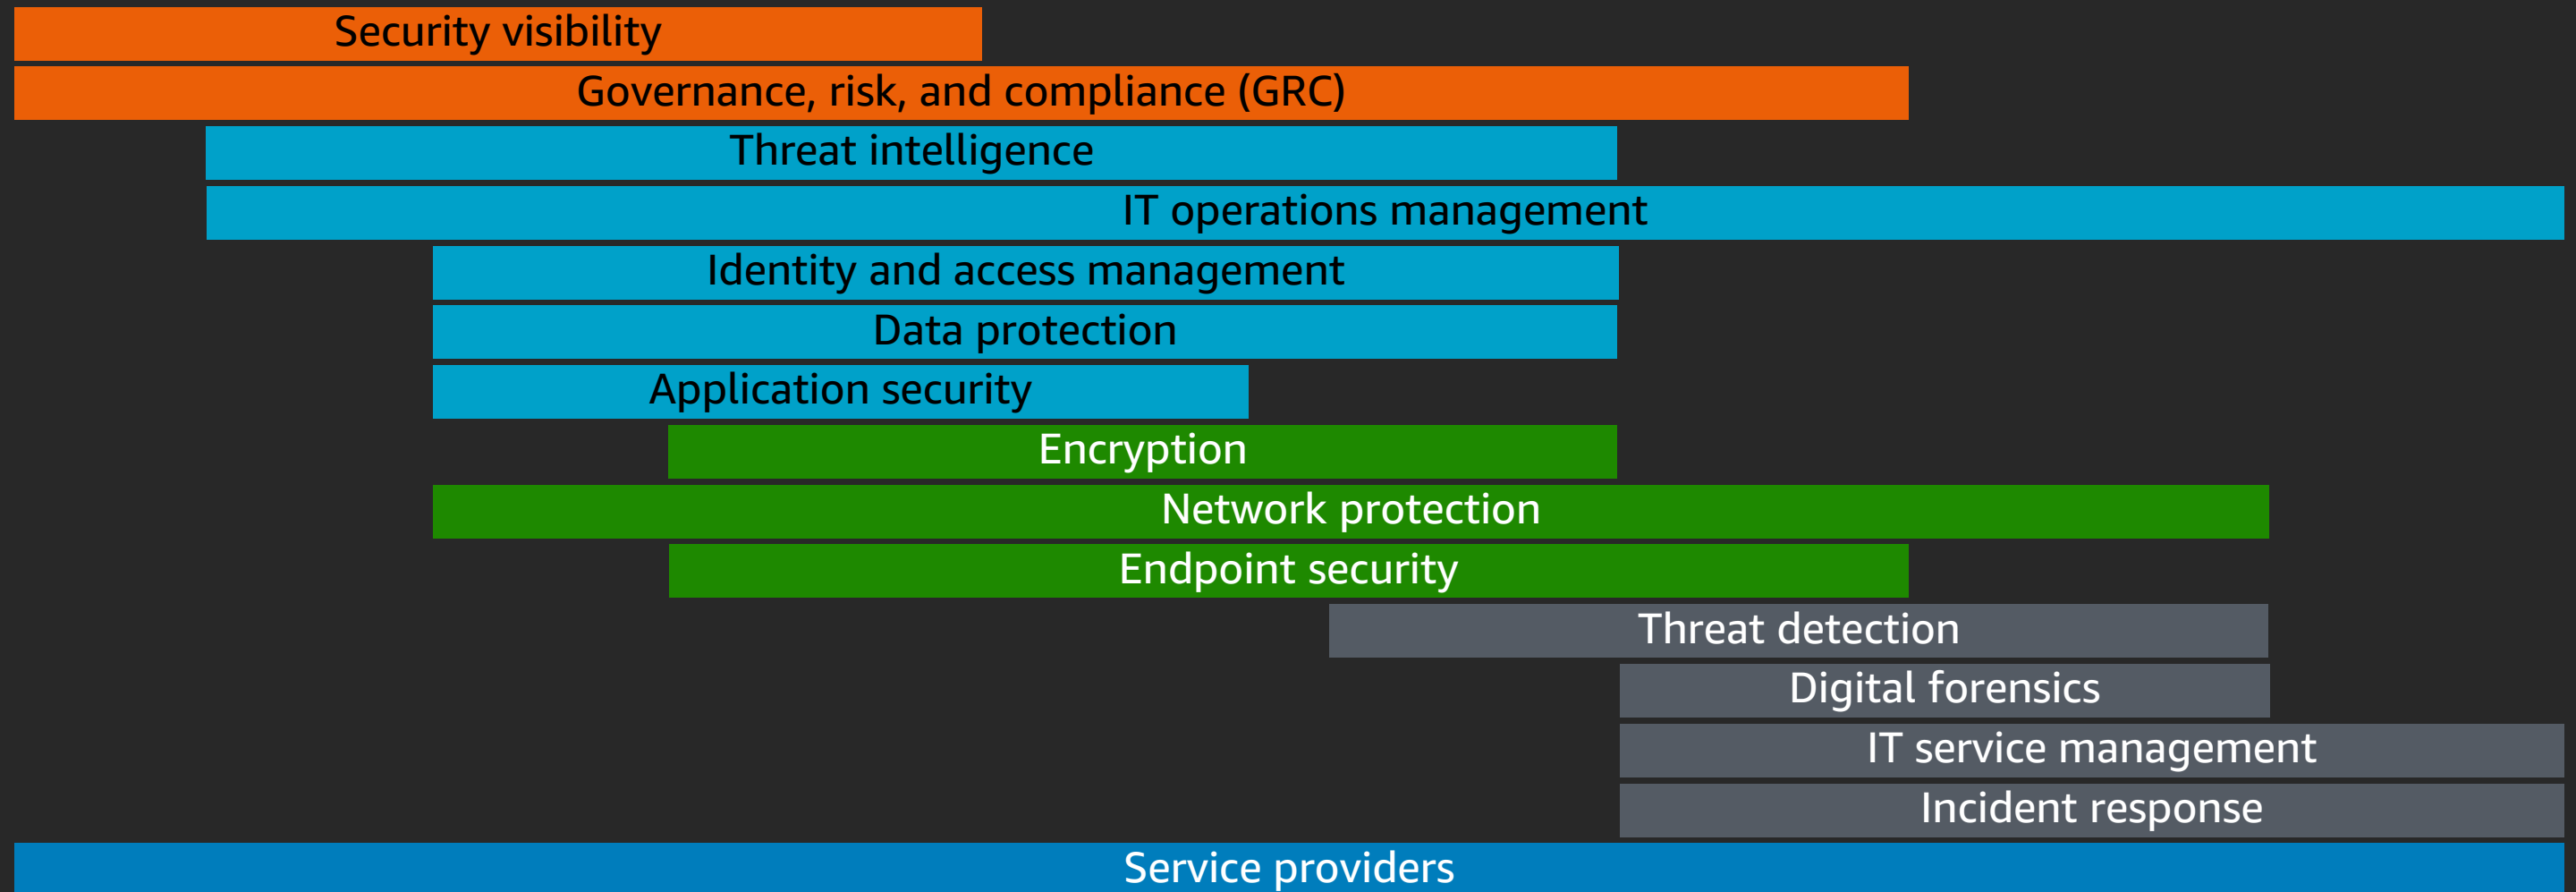 Security visibility
Governance, risk, and compliance (GRC)
Threat intelligence
IT operations management
Identity and access management
Data protection
Application security
Encryption
Network protection
Endpoint security
Threat detection
Digital forensics
IT service management
Incident response
Service providers